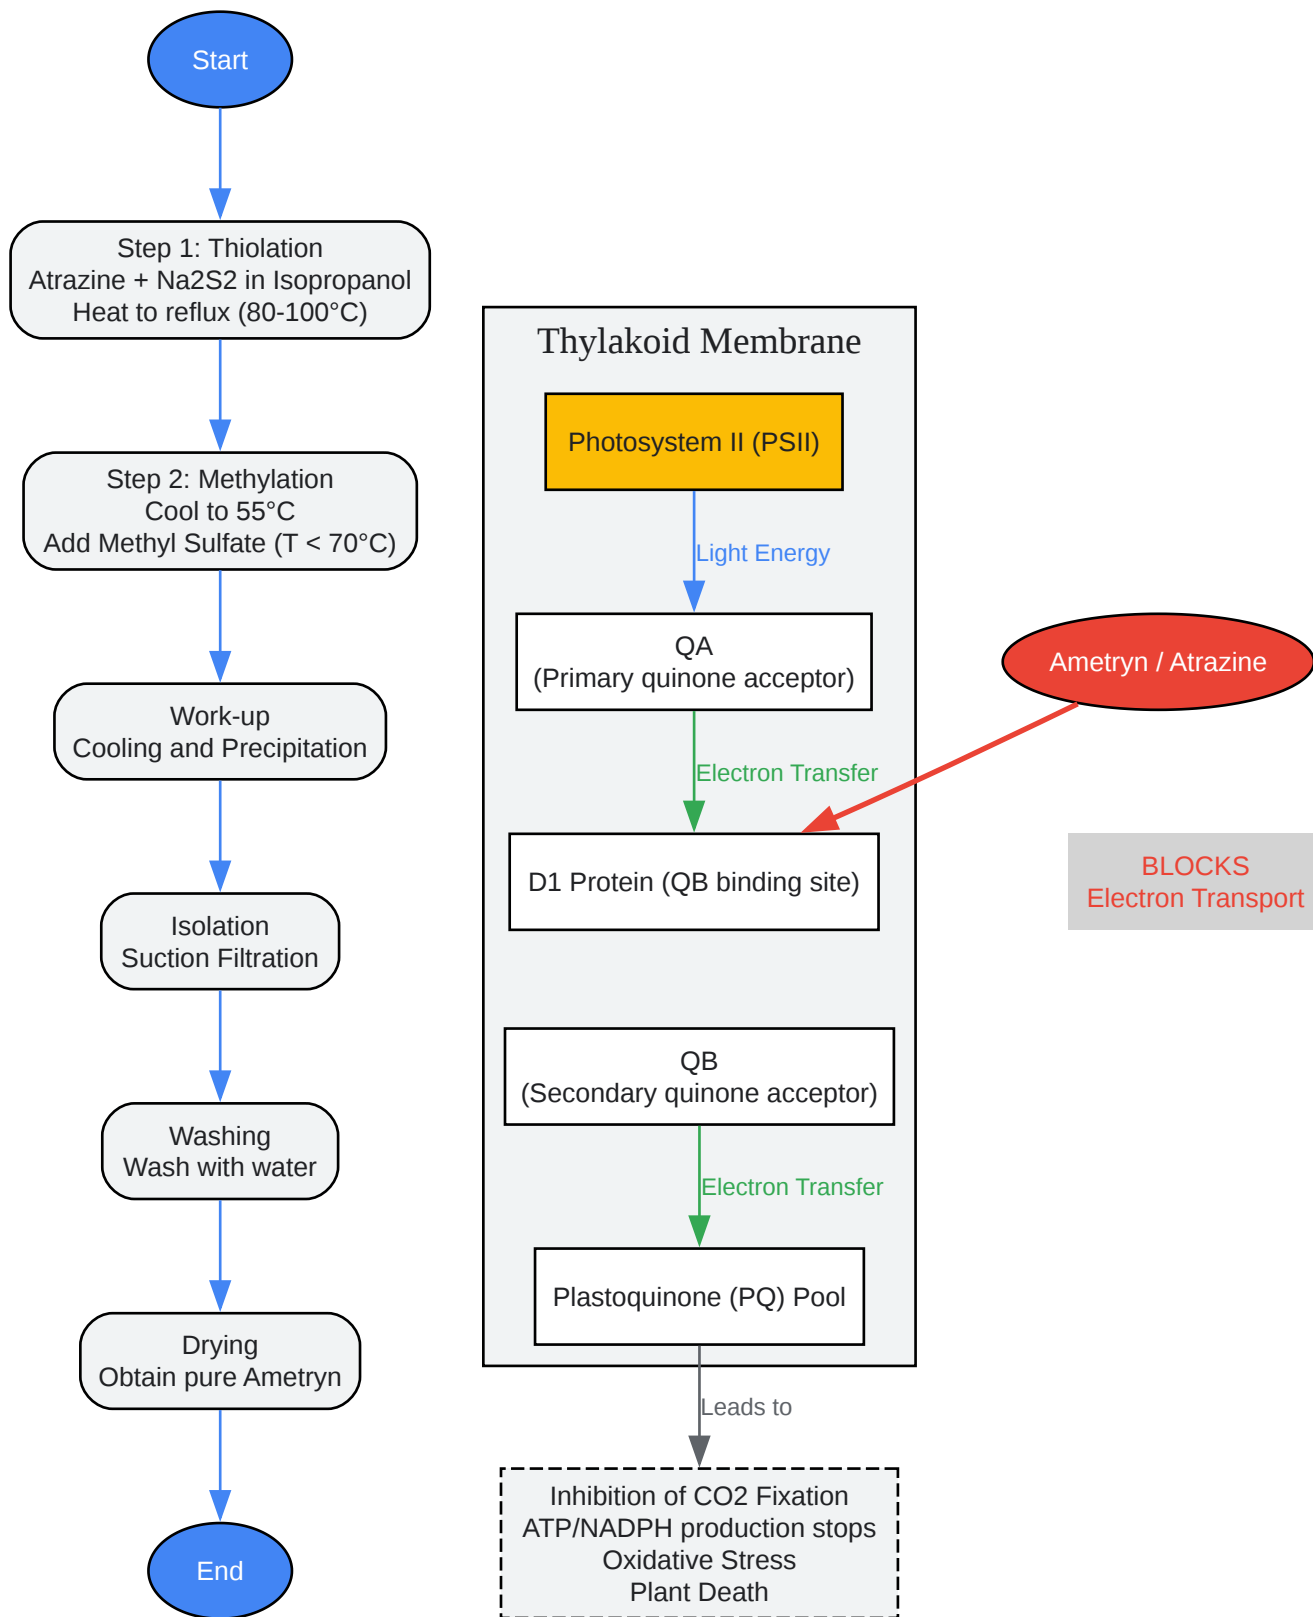 Start
Step 1: Thiolation
Atrazine + Na2S2 in Isopropanol
Heat to reflux (80-100°C)
Step 2: Methylation
Cool to 55°C
Add Methyl Sulfate (T < 70°C)
Work-up
Cooling and Precipitation
Isolation
Suction Filtration
Washing
Wash with water
Drying
Obtain pure Ametryn
End
Thylakoid Membrane
Photosystem II (PSII)
Light Energy
QA
(Primary quinone acceptor)
Electron Transfer
D1 Protein (QB binding site)
QB
(Secondary quinone acceptor)
Electron Transfer
Plastoquinone (PQ) Pool
Leads to
Inhibition of CO2 Fixation
ATP/NADPH production stops
Oxidative Stress
Plant Death
Ametryn / Atrazine
BLOCKS
Electron Transport